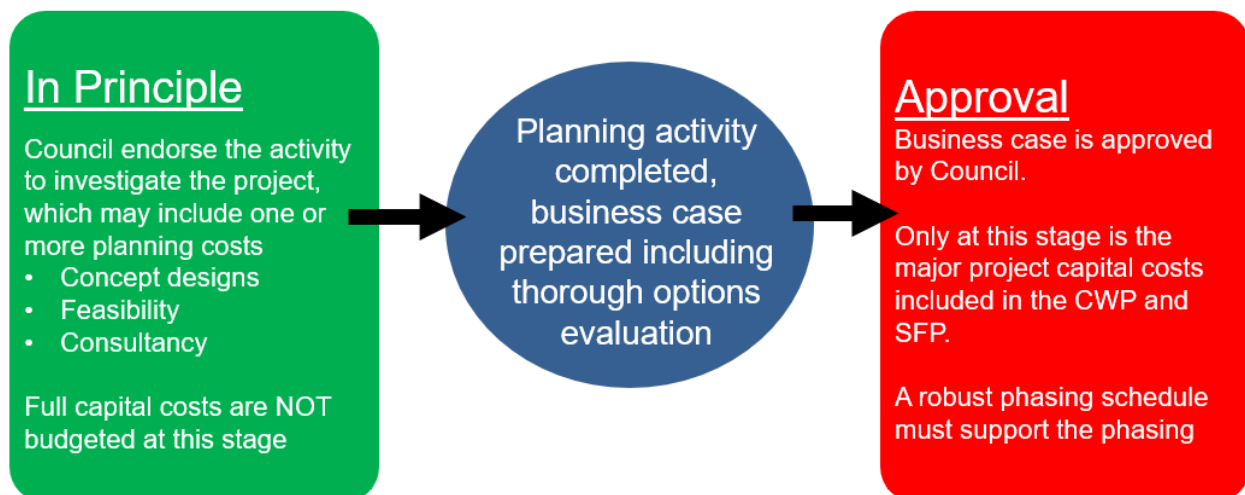 In Principle
Council endorse the activity
to investigate the project,
which may include one or
more planning costs
• Concept designs
• Feasibility
• Consultancy
Full capital costs are NOT
budgeted at this stage
Planning activity
completed,
business case
prepared including
thorough options
evaluation
Approval
Business case is approved
by Council.
Only at this stage is the
major project capital costs
included in the CWP and
SFP.
A robust phasing schedule
must support the phasing